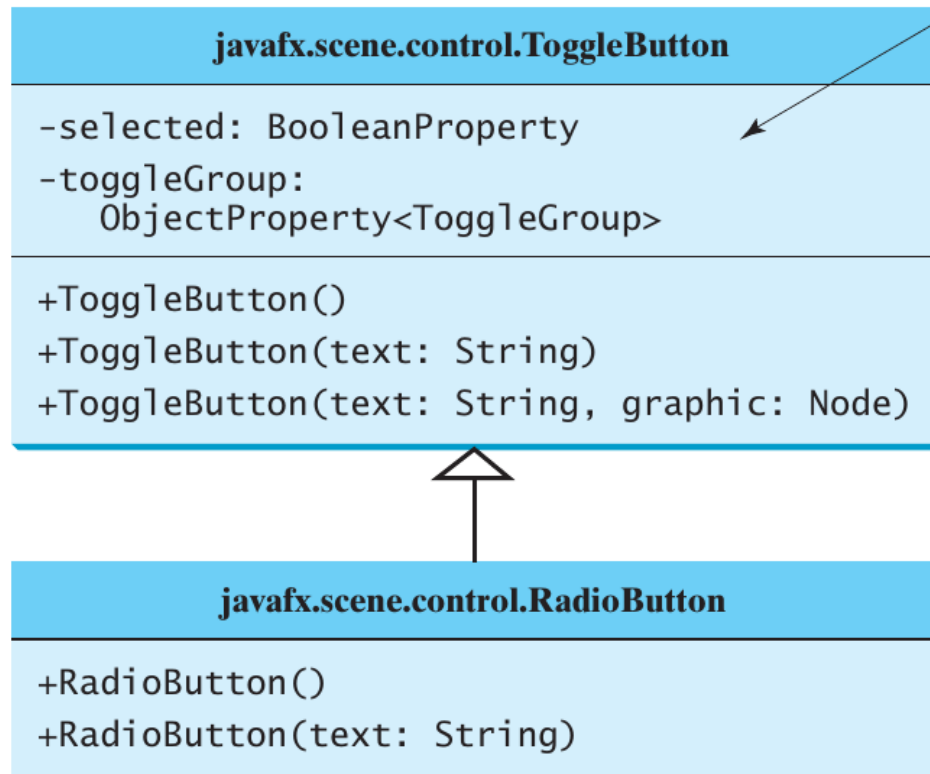 javafx.scene.control.ToggleButton
-selected: BooleanProperty
-toggleGroup:
ObjectProperty<ToggleGroup>
+ToggleButton()
+ToggleButton(text: String)
+ToggleButton(text: String, graphic: Node)
javafx.scene.control.RadioButton
+RadioButton()
+RadioButton(text: String)